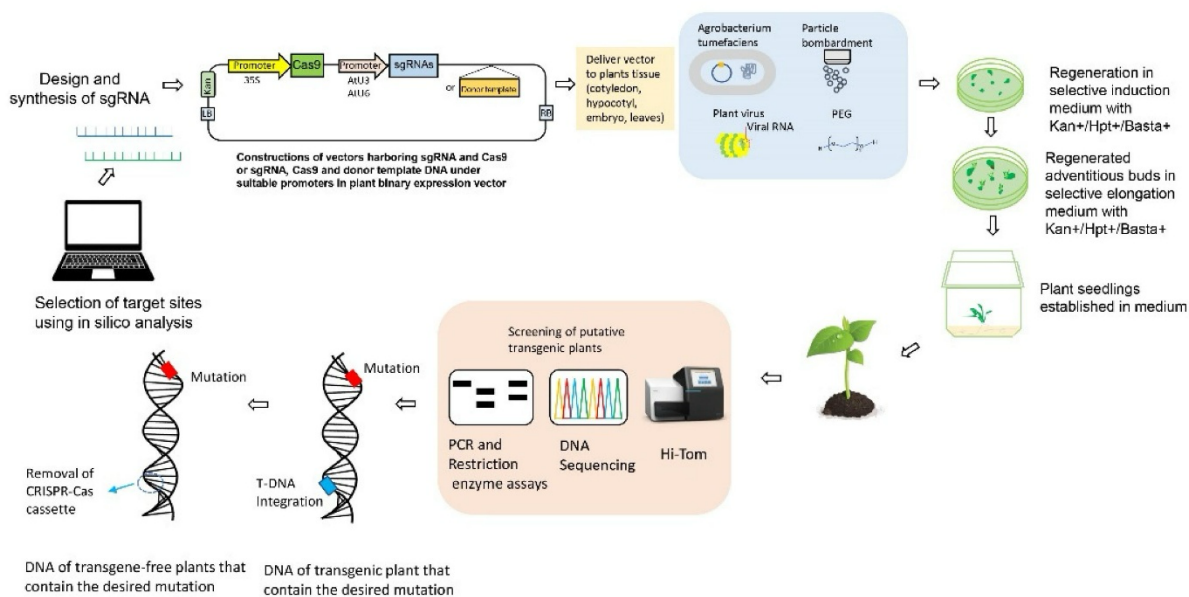 Design and
synthesis of sgRNA
Kan
LB
Promoter
35S
Cas9
Promoter
AtU3
AtU6
sgRNAs
or
Donor template
RB
Constructions of vectors harboring sgRNA and Cas9
or sgRNA, Cas9 and donor template DNA under
suitable promoters in plant binary expression vector
Deliver vector
to plants tissue
(cotyledon,
hypocotyl,
embryo, leaves)
Agrobacterium
tumefaciens
Particle
bombardment
Plant virus
Viral RNA
PEG
Regeneration in
selective induction
medium with
Kan+/Hpt+/Basta+
Regenerated
adventitious buds in
selective elongation
medium with
Kan+/Hpt+/Basta+
Plant seedlings
established in medium
Selection of target sites
using in silico analysis
Screening of putative
transgenic plants
PCR and
Restriction
enzyme assays
DNA
Sequencing
Hi-Tom
Mutation
T-DNA
Integration
DNA of transgenic plant that
contain the desired mutation
Mutation
Removal of
CRISPR-Cas
cassette
DNA of transgene-free plants that
contain the desired mutation